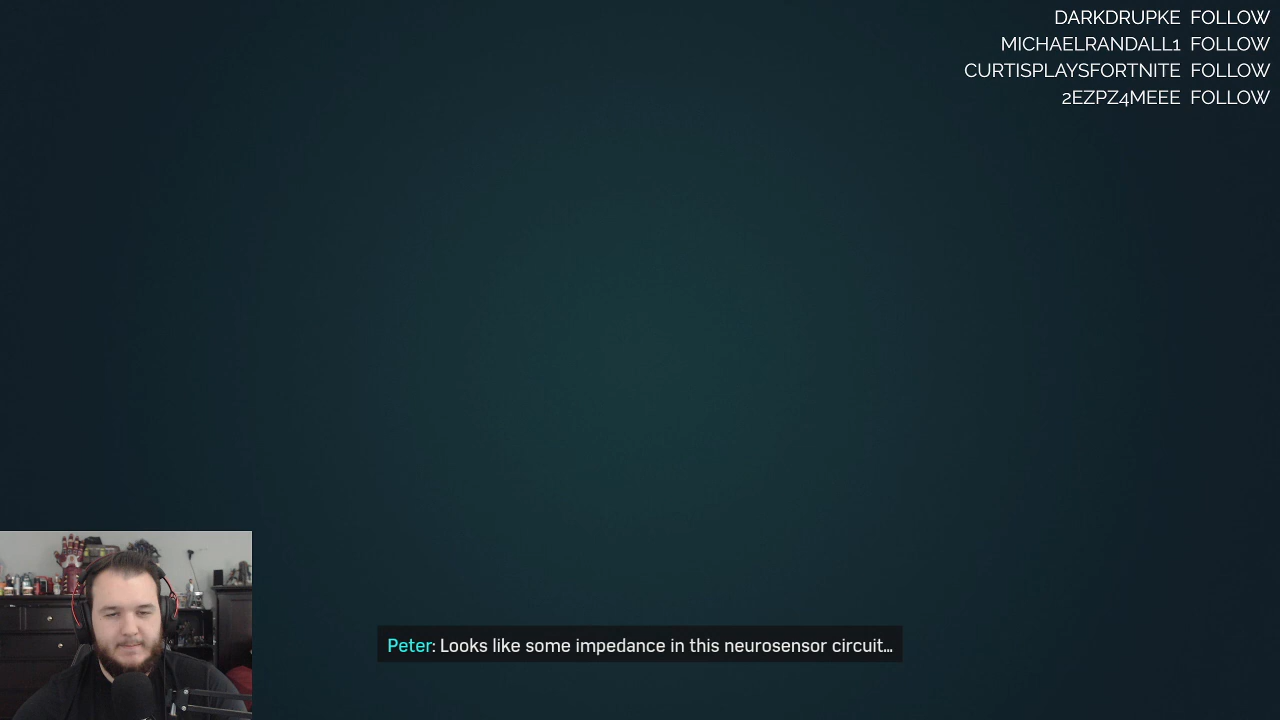 DARKDRUPKE FOLLOW
MICHAELRANDALL1 FOLLOW
CURTISPLAYSFORTNITE FOLLOW
2EZPZ4MEEE FOLLOW
Peter: Looks like some impedance in this neurosensor circuit...